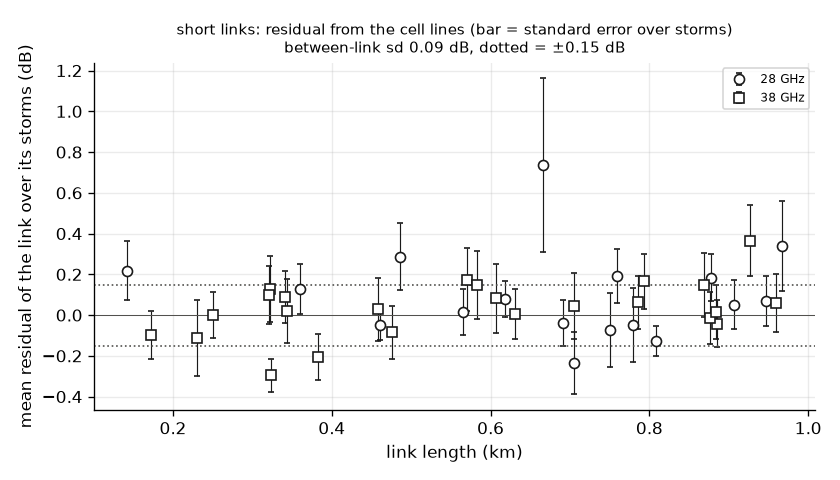 short links: residual from the cell lines (bar = standard error over storms)
between-link sd 0.09 dB, dotted = ±0.15 dB
mean residual of the link over its storms (dB)
1.2
1.0
0.8
0.6
0.4
0.2
0.0
−0.2
−0.4
28 GHz
38 GHz
0.2
0.4
0.6
0.8
1.0
link length (km)